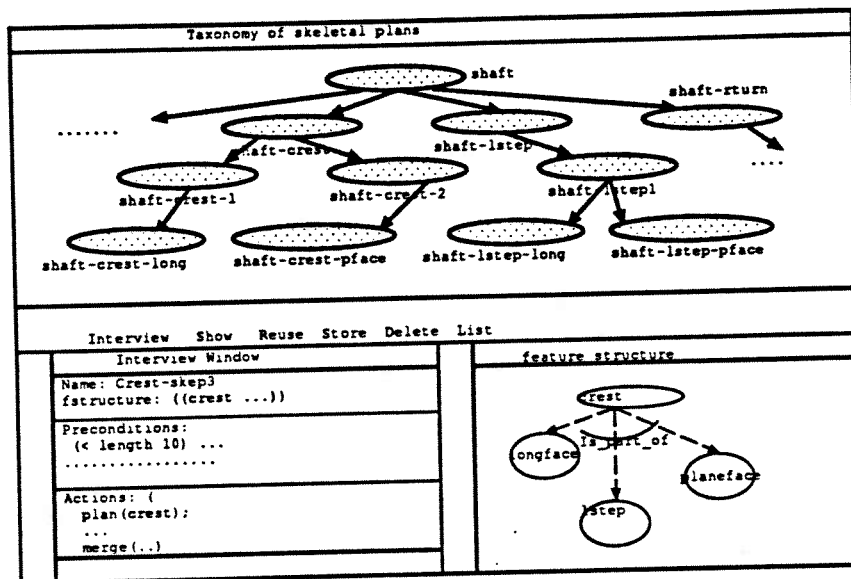 Taxonomy of skeletal plans
shaft
shaft-rturn
.......
shaft-crest
shaft-lstep
....
shaft-crest-1
shaft-crest-2
shaft-lstep1
shaft-crest-long
shaft-crest-pface
shaft-lstep-long
shaft-lstep-pface
Interview Show Reuse Store Delete List
Interview Window
Name: Crest-skep3
fstructure: ((crest ...))
Preconditions:
(< length 10) ...
.................
Actions: (
plan(crest);
...
merge(..)
feature structure
crest
Is_part_of
longface
planeface
lstep